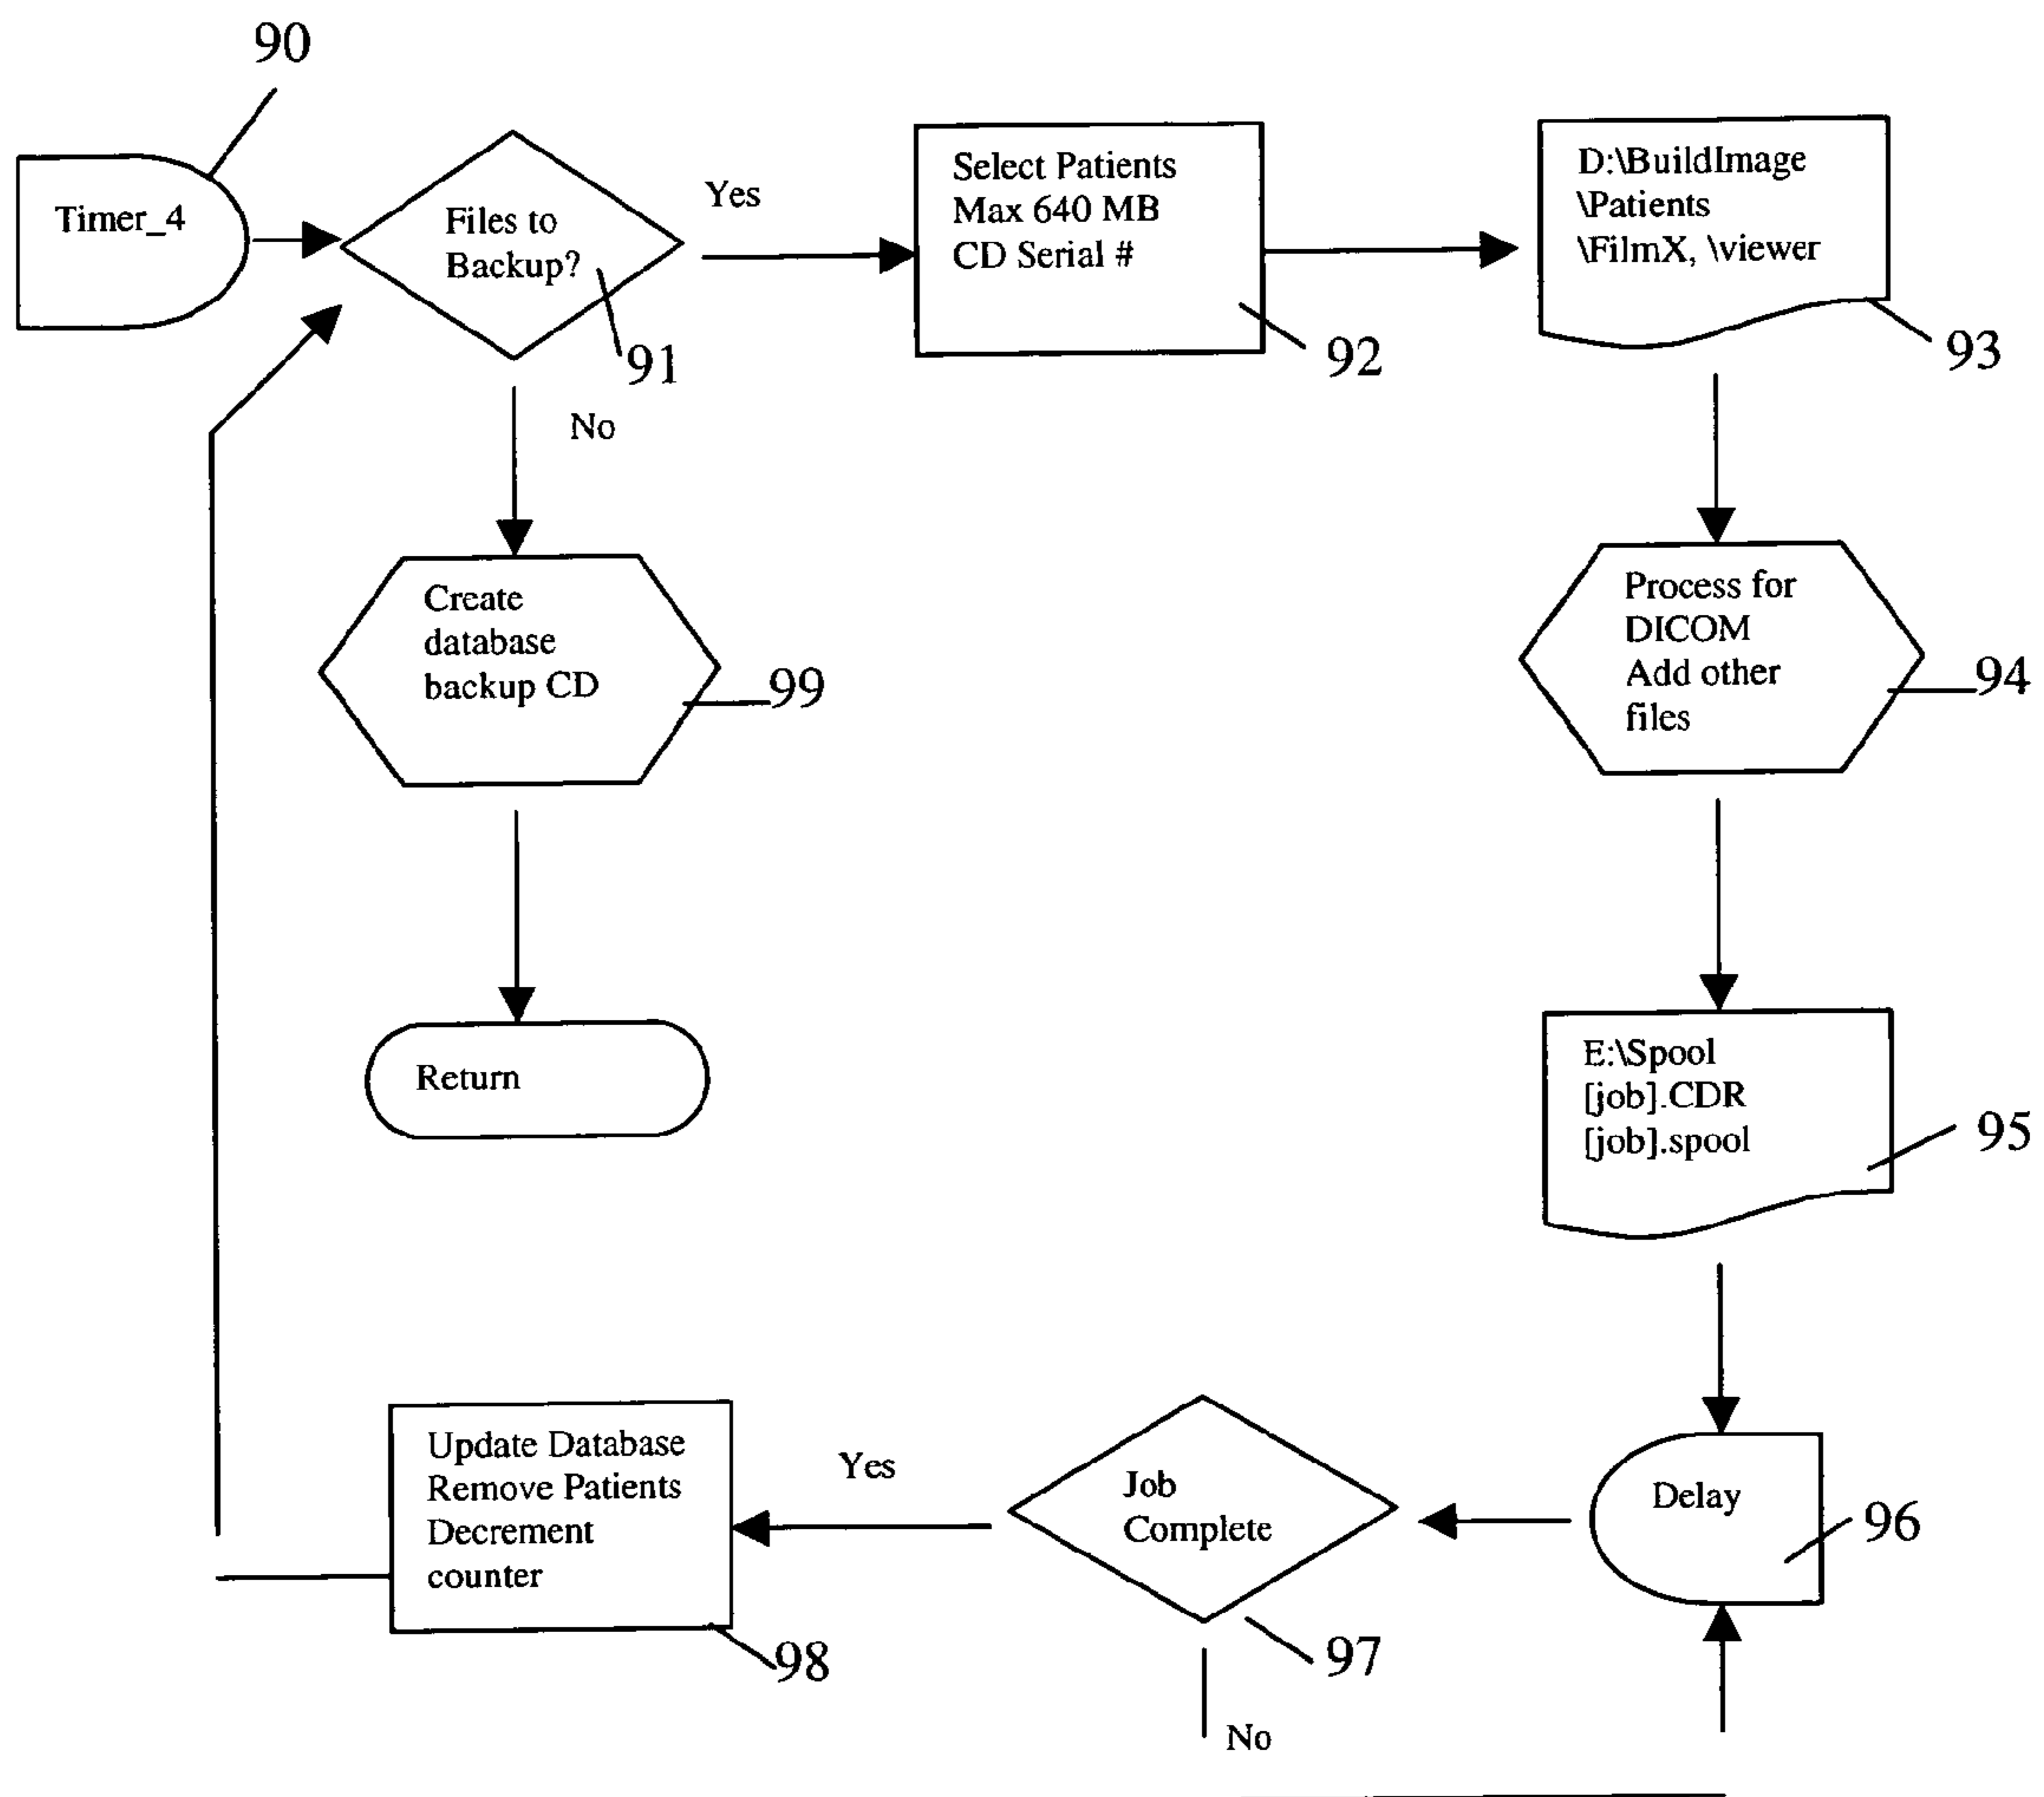 90
Timer_4
Files to
Backup?
91
Yes
Select Patients
Max 640 MB
CD Serial #
92
D:\BuildImage
\Patients
\FilmX, \viewer
93
No
Create
database
backup CD
99
Process for
DICOM
Add other
files
94
Return
E:\Spool
[job].CDR
[job].spool
95
Delay
96
Job
Complete
97
Yes
No
Update Database
Remove Patients
Decrement
counter
98